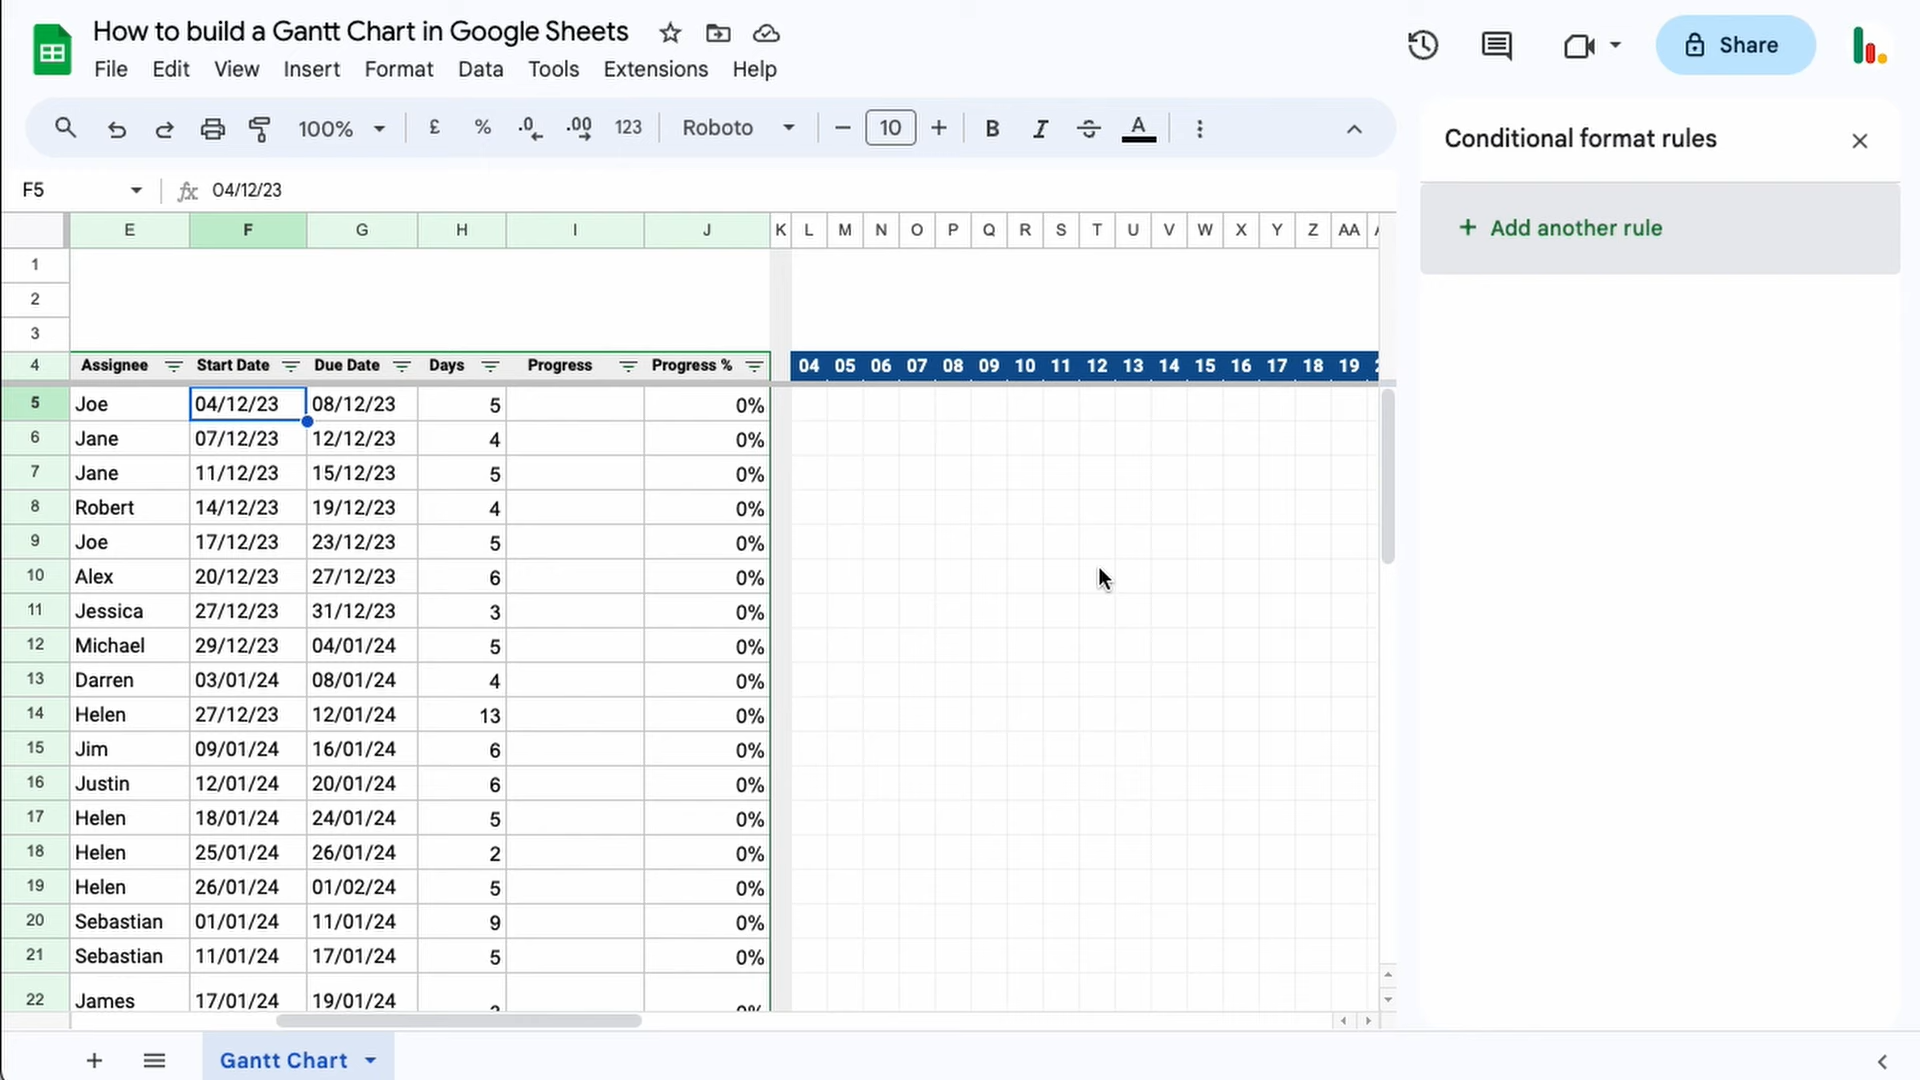 How to build a Gantt Chart in Google Sheets
File Edit View Insert Format Data Tools Extensions Help
Share
100% £ % .0 .00 123 Roboto 10 B I A
Conditional format rules
Add another rule
F5 fx 04/12/23
E F G H I J K L M N O P Q R S T U V W X Y Z AA
1
2
3
4 Assignee Start Date Due Date Days Progress Progress % 04 05 06 07 08 09 10 11 12 13 14 15 16 17 18 19
5 Joe 04/12/23 08/12/23 5 0%
6 Jane 07/12/23 12/12/23 4 0%
7 Jane 11/12/23 15/12/23 5 0%
8 Robert 14/12/23 19/12/23 4 0%
9 Joe 17/12/23 23/12/23 5 0%
10 Alex 20/12/23 27/12/23 6 0%
11 Jessica 27/12/23 31/12/23 3 0%
12 Michael 29/12/23 04/01/24 5 0%
13 Darren 03/01/24 08/01/24 4 0%
14 Helen 27/12/23 12/01/24 13 0%
15 Jim 09/01/24 16/01/24 6 0%
16 Justin 12/01/24 20/01/24 6 0%
17 Helen 18/01/24 24/01/24 5 0%
18 Helen 25/01/24 26/01/24 2 0%
19 Helen 26/01/24 01/02/24 5 0%
20 Sebastian 01/01/24 11/01/24 9 0%
21 Sebastian 11/01/24 17/01/24 5 0%
22 James 17/01/24 19/01/24
Gantt Chart